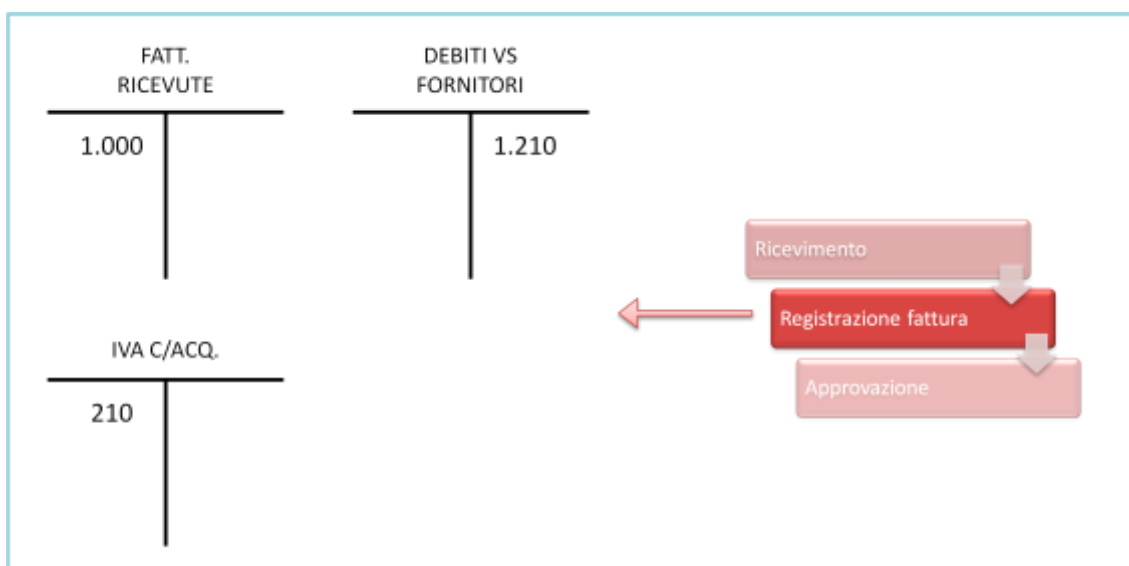 FATT.
RICEVUTE
1.000
DEBITI VS
FORNITORI
1.210
IVA C/ACQ.
210
Ricevimento
Registrazione fattura
Approvazione